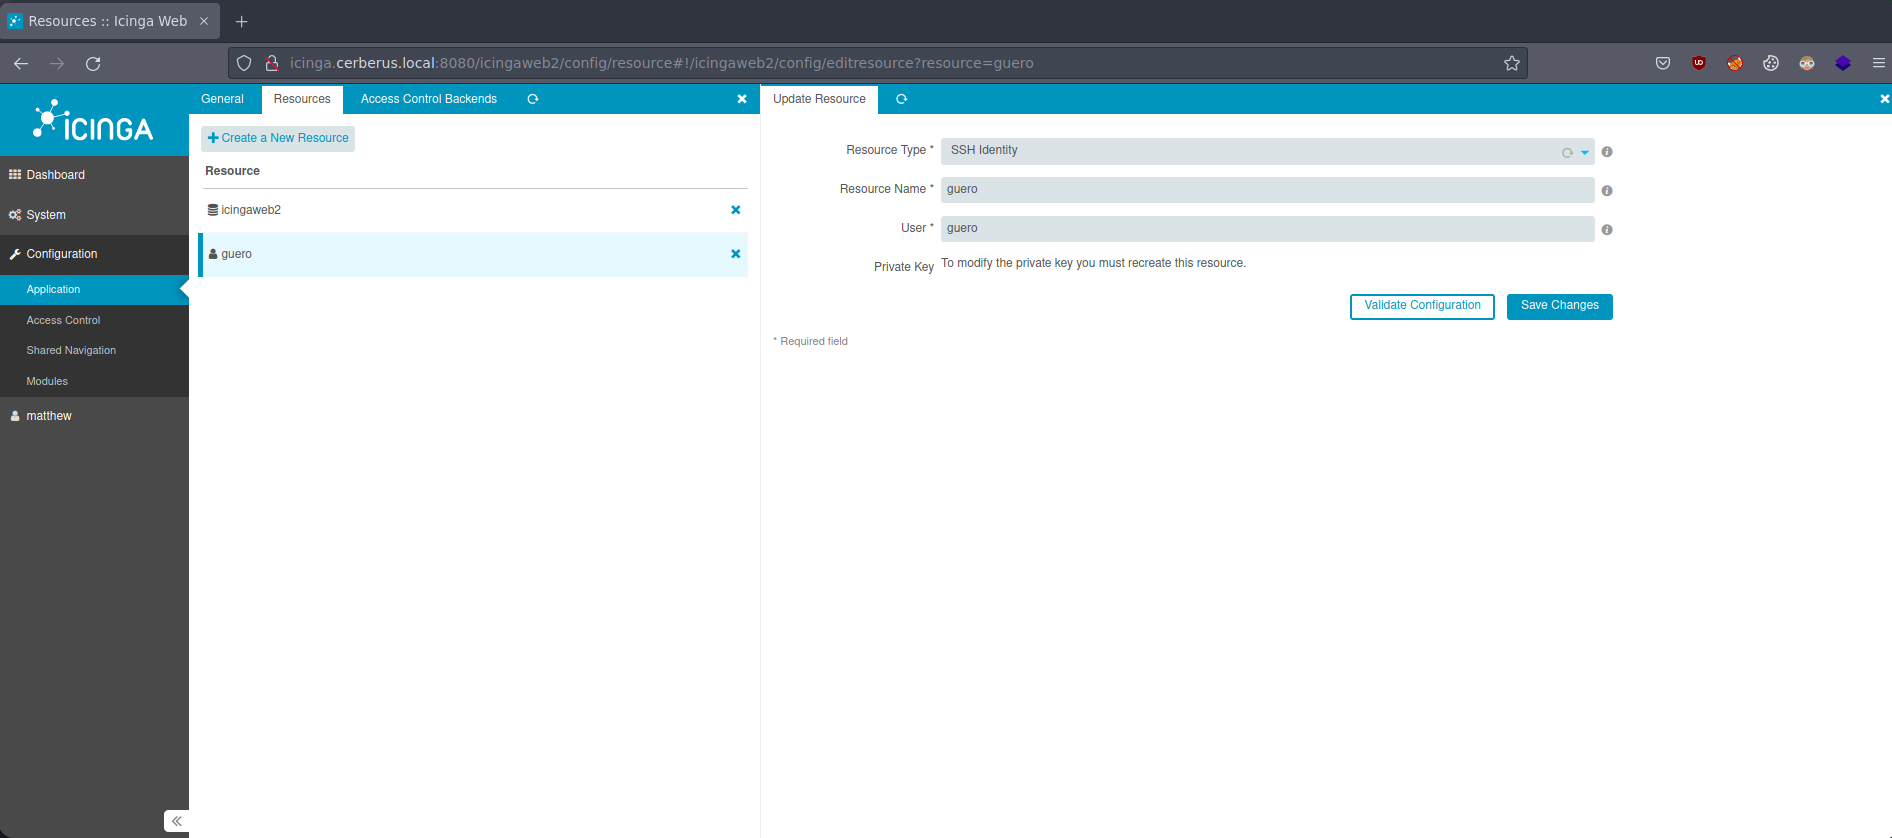 Resources :: Icinga Web
icinga.cerberus.local:8080/icingaweb2/config/resource#!/icingaweb2/config/editresource?resource=guero
ICINGA
Dashboard
System
Configuration
Application
Access Control
Shared Navigation
Modules
matthew
General Resources Access Control Backends
Create a New Resource
Resource
icingaweb2
guero
Update Resource
Resource Type * SSH Identity
Resource Name * guero
User * guero
Private Key To modify the private key you must recreate this resource.
Validate Configuration Save Changes
* Required field